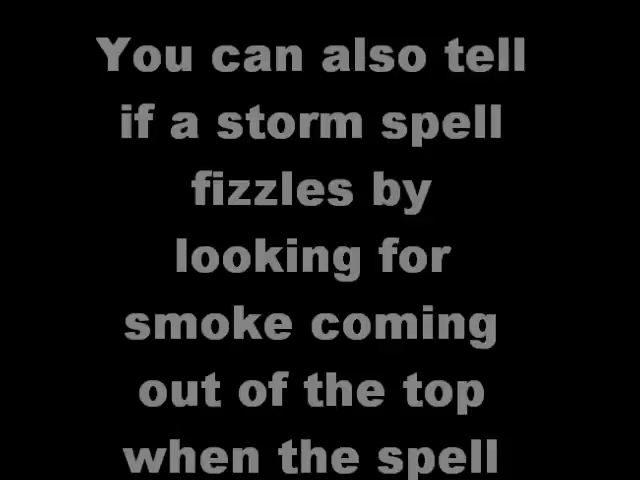 You can also tell
if a storm spell
fizzles by
looking for
smoke coming
out of the top
when the spell